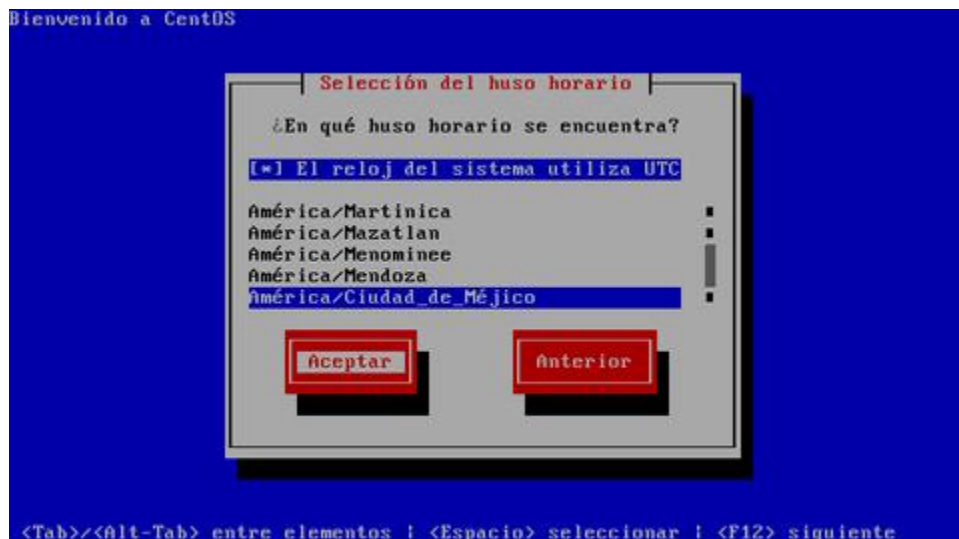 Bienvenido a CentOS
Selección del huso horario
¿En qué huso horario se encuentra?
[*] El reloj del sistema utiliza UTC
América/Martinica
América/Mazatlan
América/Menominee
América/Mendoza
América/Ciudad_de_Méjico
Aceptar Anterior
<Tab>/<Alt-Tab> entre elementos | <Espacio> seleccionar | <F12> siguiente